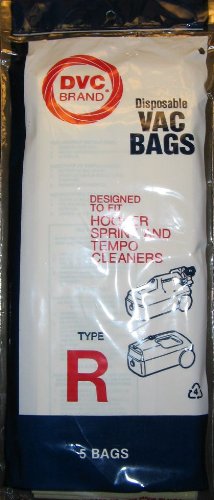 DVC
BRAND
Disposable
VAC
BAGS
DESIGNED
TO FIT
HOOVER
SPRINT AND
TEMPO
CLEANERS
TYPE
R
5 BAGS